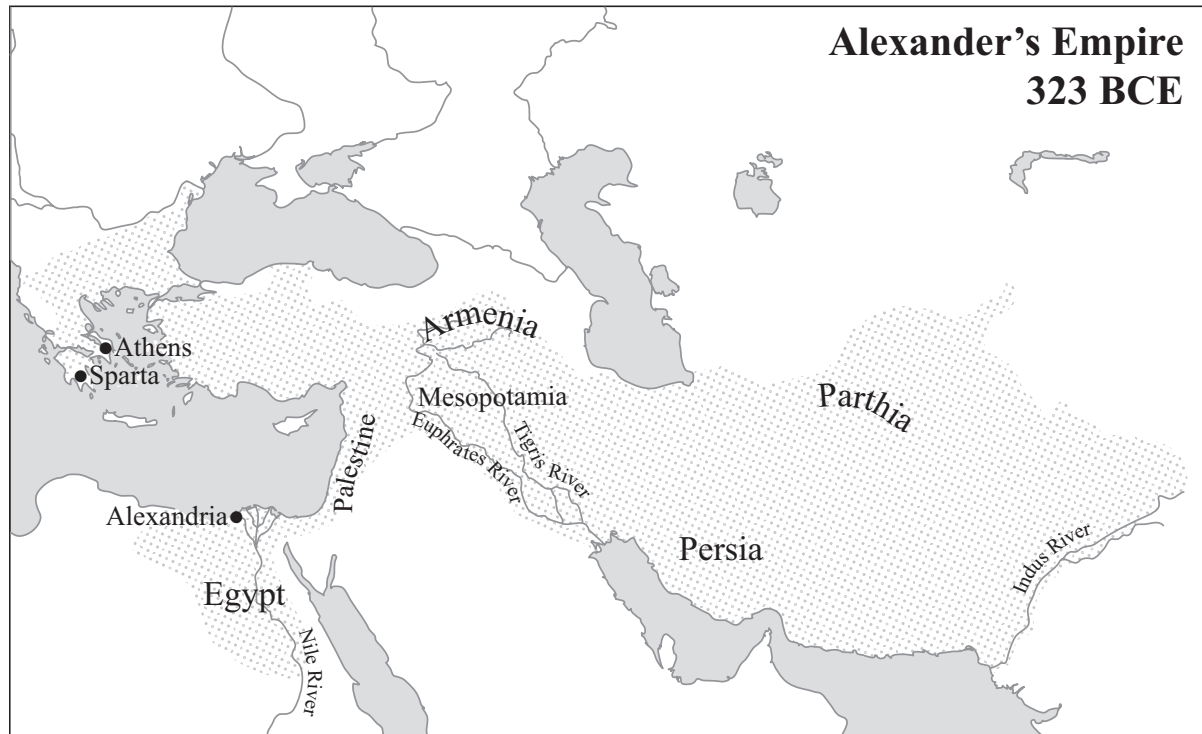 Alexander's Empire
323 BCE
Armenia
Athens
Sparta
Mesopotamia
Parthia
Euphrates River
Tigris River
Palestine
Alexandria
Persia
Indus River
Egypt
Nile River